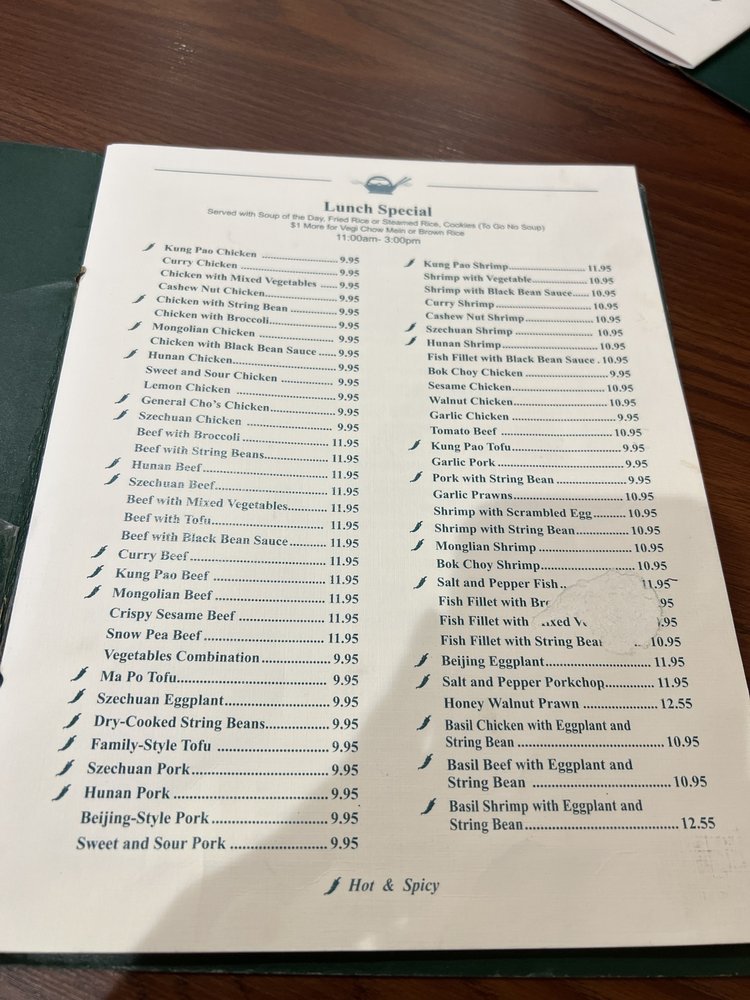 Lunch Special
Served with Soup of the Day, Fried Rice or Steamed Rice, Cookies (To Go No Soup)
$1 More for Vegi Chow Mein or Brown Rice
11:00am- 3:00pm
Kung Pao Chicken 9.95
Curry Chicken 9.95
Chicken with Mixed Vegetables 9.95
Cashew Nut Chicken 9.95
Chicken with String Bean 9.95
Chicken with Broccoli 9.95
Mongolian Chicken 9.95
Chicken with Black Bean Sauce 9.95
Hunan Chicken 9.95
Sweet and Sour Chicken 9.95
Lemon Chicken 9.95
General Cho's Chicken 9.95
Szechuan Chicken 9.95
Beef with Broccoli 11.95
Beef with String Beans 11.95
Hunan Beef 11.95
Szechuan Beef 11.95
Beef with Mixed Vegetables 11.95
Beef with Tofu 11.95
Beef with Black Bean Sauce 11.95
Curry Beef 11.95
Kung Pao Beef 11.95
Mongolian Beef 11.95
Crispy Sesame Beef 11.95
Snow Pea Beef 11.95
Vegetables Combination 9.95
Ma Po Tofu 9.95
Szechuan Eggplant 9.95
Dry-Cooked String Beans 9.95
Family-Style Tofu 9.95
Szechuan Pork 9.95
Hunan Pork 9.95
Beijing-Style Pork 9.95
Sweet and Sour Pork 9.95
Kung Pao Shrimp 11.95
Shrimp with Vegetable 10.95
Shrimp with Black Bean Sauce 10.95
Curry Shrimp 10.95
Cashew Nut Shrimp 10.95
Szechuan Shrimp 10.95
Hunan Shrimp 10.95
Fish Fillet with Black Bean Sauce 10.95
Bok Choy Chicken 9.95
Sesame Chicken 10.95
Walnut Chicken 10.95
Garlic Chicken 9.95
Tomato Beef 10.95
Kung Pao Tofu 9.95
Garlic Pork 9.95
Pork with String Bean 9.95
Garlic Prawns 10.95
Shrimp with Scrambled Egg 10.95
Shrimp with String Bean 10.95
Monglian Shrimp 10.95
Bok Choy Shrimp 10.95
Salt and Pepper Fish 11.95
Fish Fillet with
Fish Fillet with
Fish Fillet with String 10.95
Beijing Eggplant 11.95
Salt and Pepper Porkchop 11.95
Honey Walnut Prawn 12.55
Basil Chicken with Eggplant and
String Bean 10.95
Basil Beef with Eggplant and
String Bean 10.95
Basil Shrimp with Eggplant and
String Bean 12.55
Hot & Spicy